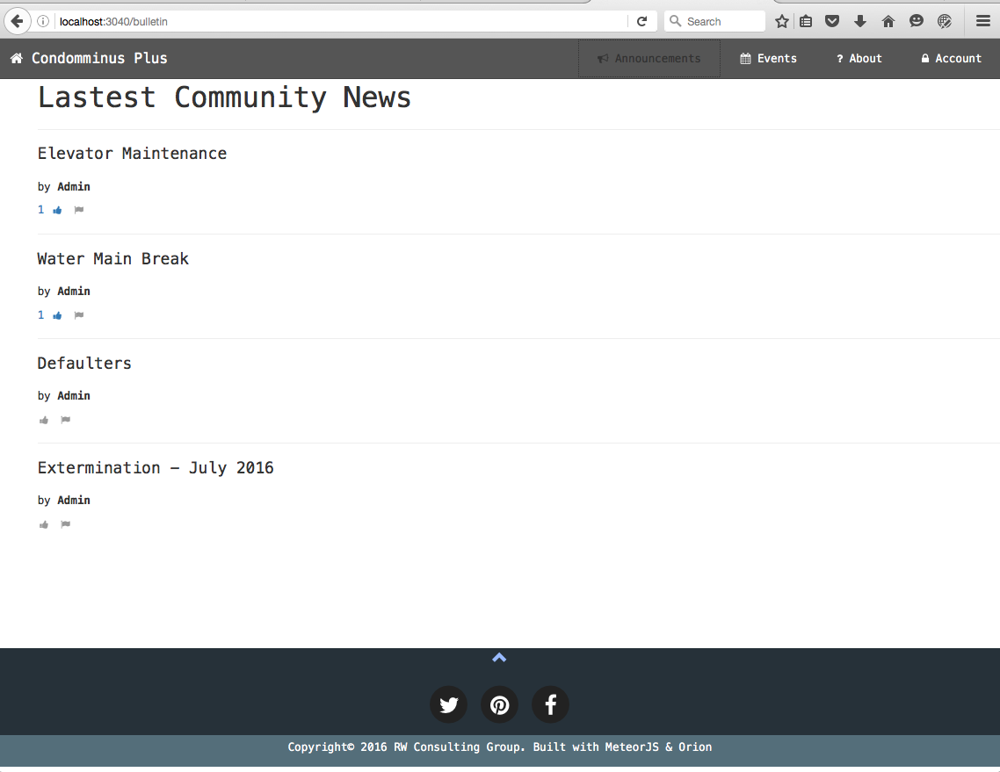 localhost:3040/bulletin
Search
Condomminus Plus
Announcements
Events
? About
Account
Lastest Community News
Elevator Maintenance
by Admin
1
Water Main Break
by Admin
1
Defaulters
by Admin
Extermination – July 2016
by Admin
Copyright© 2016 RW Consulting Group. Built with MeteorJS & Orion